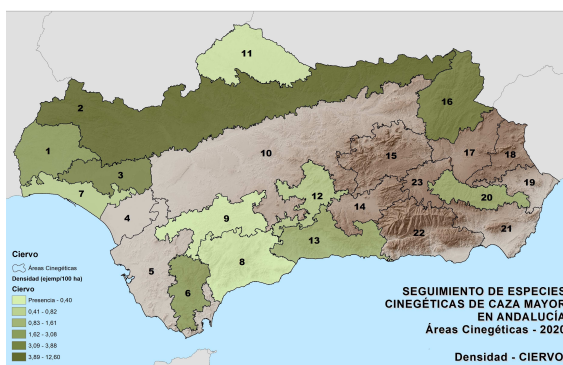 11
2
16
1
3
10
15
17
18
7
4
12
23
19
20
9
14
13
22
21
5
8
6
Ciervo
Áreas Cinegéticas
Densidad (ejemp/100 ha)
Ciervo
Presencia - 0,40
0,41 - 0,82
0,83 - 1,61
1,62 - 3,08
3,09 - 3,88
3,89 - 12,60
SEGUIMIENTO DE ESPECIES
CINEGÉTICAS DE CAZA MAYOR
EN ANDALUCÍA
Áreas Cinegéticas - 2020
Densidad - CIERVO